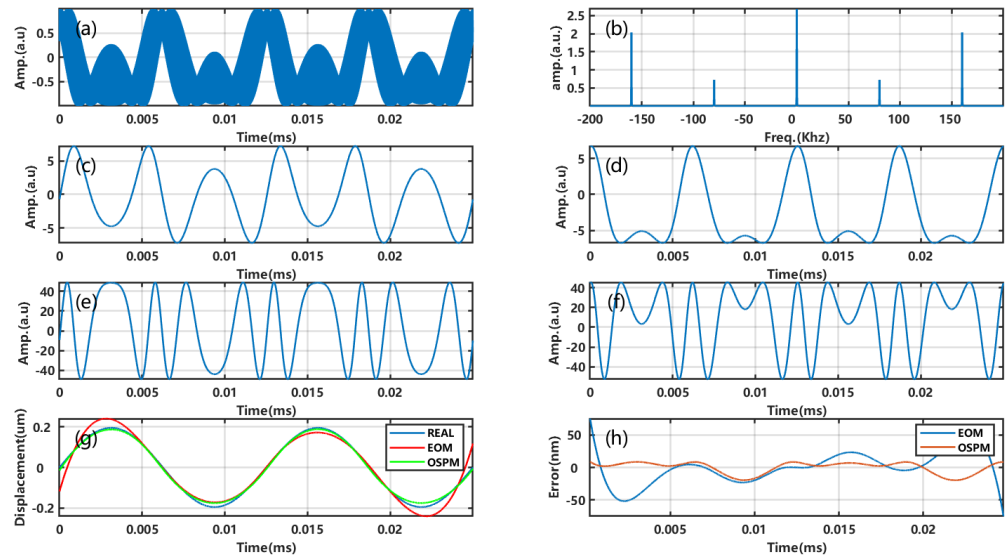 (a)
Amp.(a.u)
0.5
0
-0.5
0 0.005 0.01 0.015 0.02
Time(ms)
(b)
amp.(a.u.)
2.5
2
1.5
1
0.5
-200 -150 -100 -50 0 50 100 150
Freq.(Khz)
(c)
Amp.(a.u)
5
0
-5
0 0.005 0.01 0.015 0.02
Time(ms)
(d)
Amp.(a.u)
5
0
-5
0.005 0.01 0.015 0.02
Time(ms)
(e)
Amp.(a.u)
40
20
0
-20
-40
0 0.005 0.01 0.015 0.02
Time(ms)
(f)
Amp.(a.u)
40
20
0
-20
-40
0.005 0.01 0.015 0.02
Time(ms)
(g)
Displacement(um)
0.2
0
-0.2
REAL
EOM
OSPM
0 0.005 0.01 0.015 0.02
Time(ms)
(h)
Error(nm)
50
0
-50
EOM
OSPM
0.005 0.01 0.015 0.02
Time(ms)